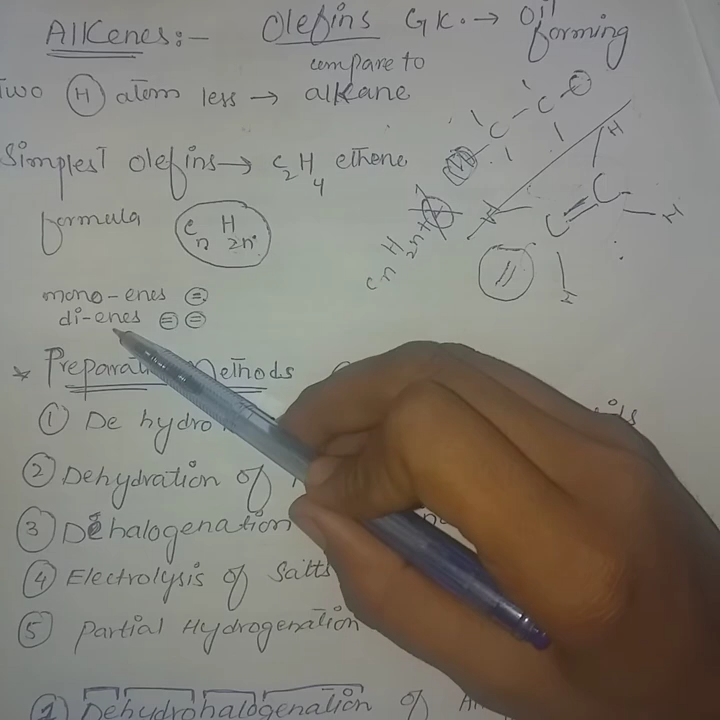 Alkenes:- Olefins GK. → Oil forming
Two H atom less → compare to alkane
Simplest olefins → C2H4 ethene
formula CnH2n
mono-enes =
di-enes = =
* Methods
① De hydro
② Dehydration of
③ Dehalogenation
④ Electrolysis of Salts
⑤ Partial Hydrogenation
① Dehydrohalogenation of
CnH2n+
C - C
C = C
H
H
H
//